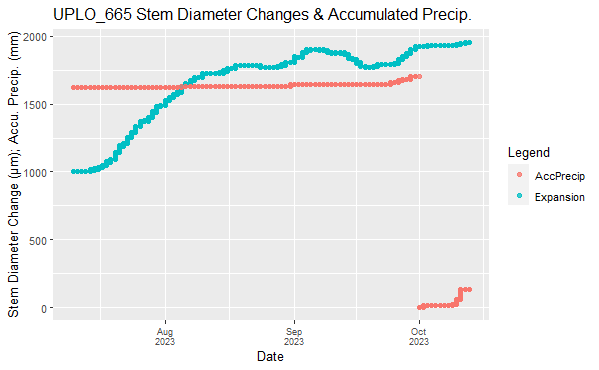 UPLO_665 Stem Diameter Changes & Accumulated Precip.
Stem Diameter Change (µm); Accu. Precip. (mm)
2000
1500
1000
500
0
Aug
2023
Sep
2023
Oct
2023
Date
Legend
AccPrecip
Expansion